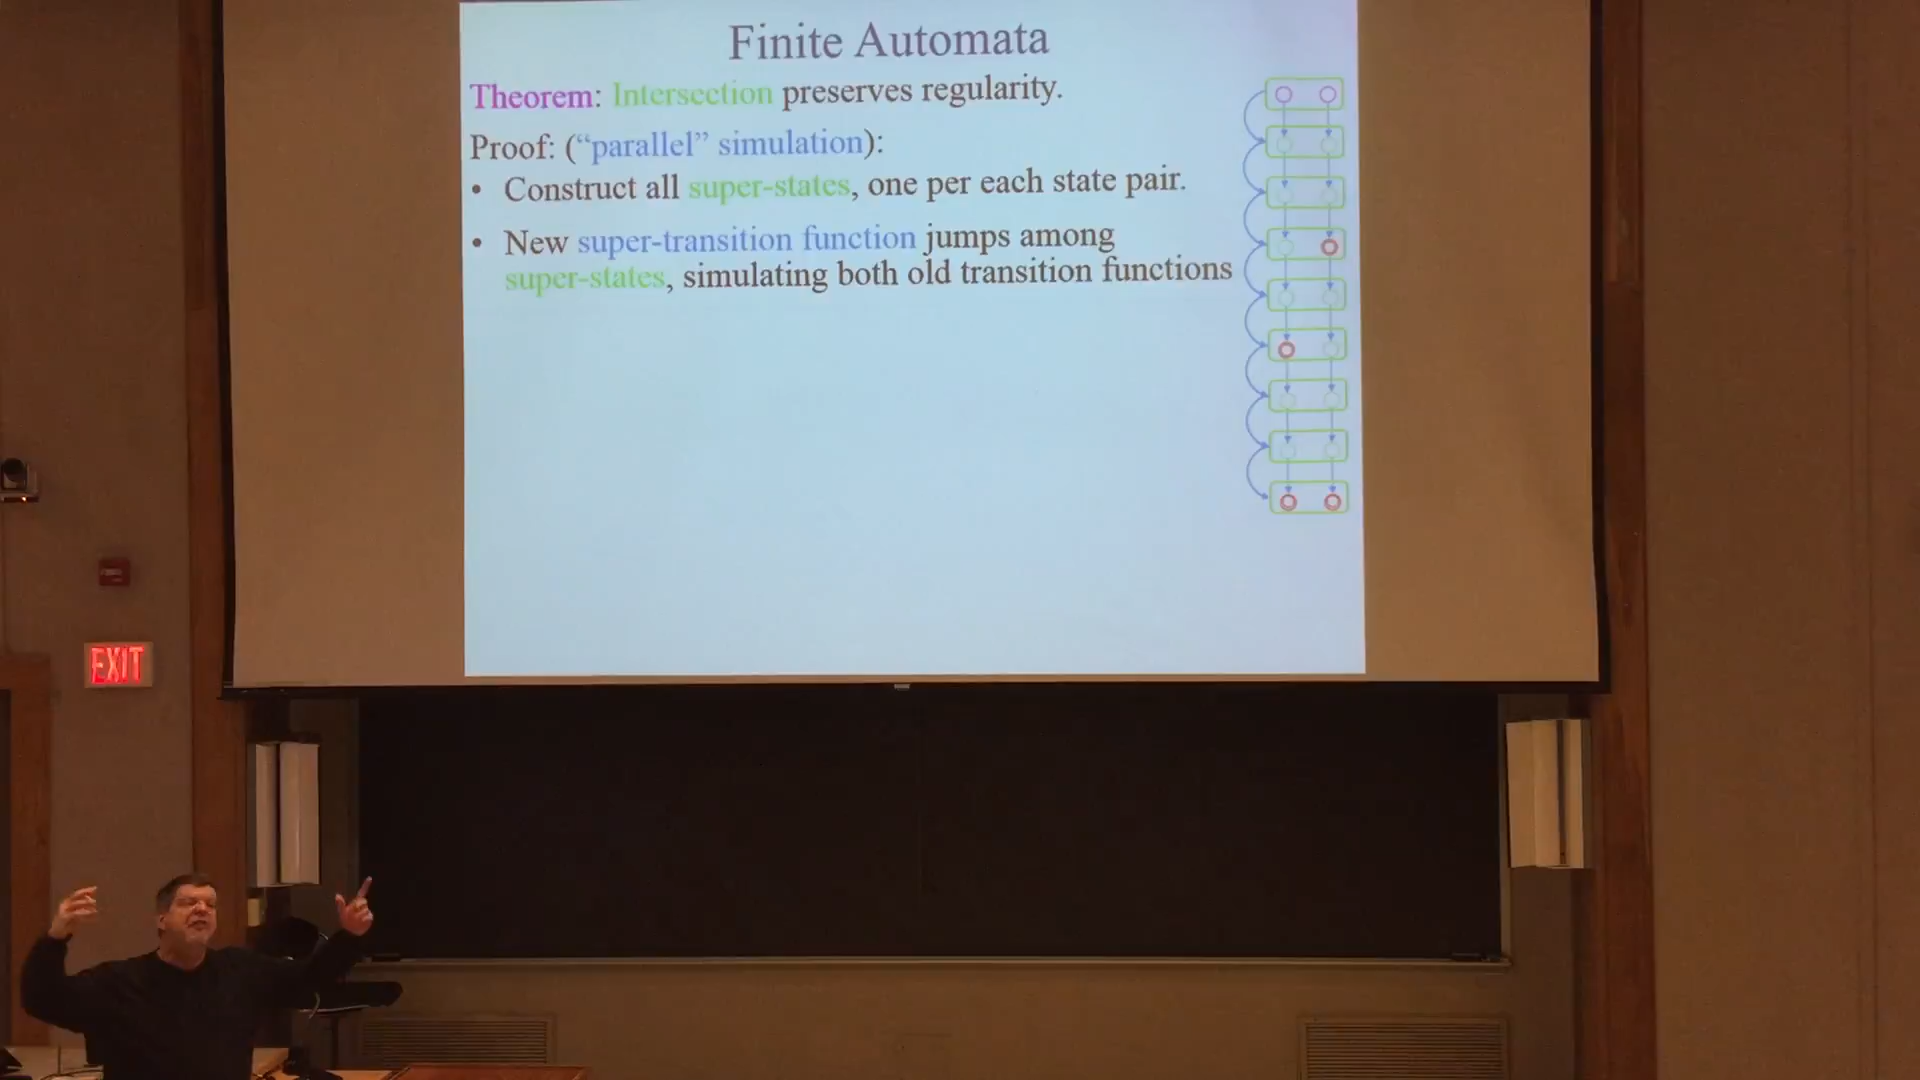 Finite Automata
Theorem: Intersection preserves regularity.
Proof: (“parallel” simulation):
• Construct all super-states, one per each state pair.
• New super-transition function jumps among
super-states, simulating both old transition functions
EXIT